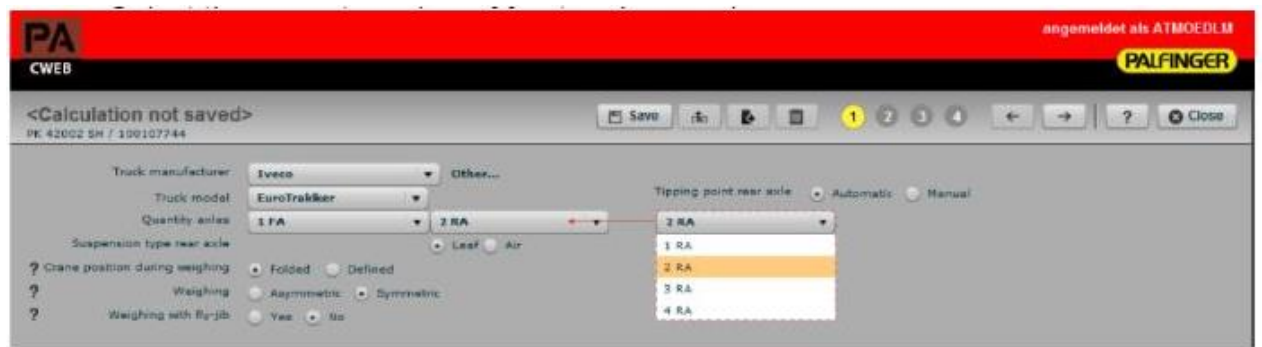 angemeldet als ATMOEDLM
PA
CWEB
PALFINGER
<Calculation not saved>
PK 42002 SH / 100107744
Save
1 2 3 4
← → ? Close
Truck manufacturer Iveco Other...
Truck model EuroTrakker
Tipping point rear axle Automatic Manual
Quantity axles 1 FA 2 RA 2 RA
Suspension type rear axle Leaf Air
1 RA
2 RA
3 RA
4 RA
? Crane position during weighing Folded Defined
? Weighing Asymmetric Symmetric
? Weighing with fly-jib Yes No